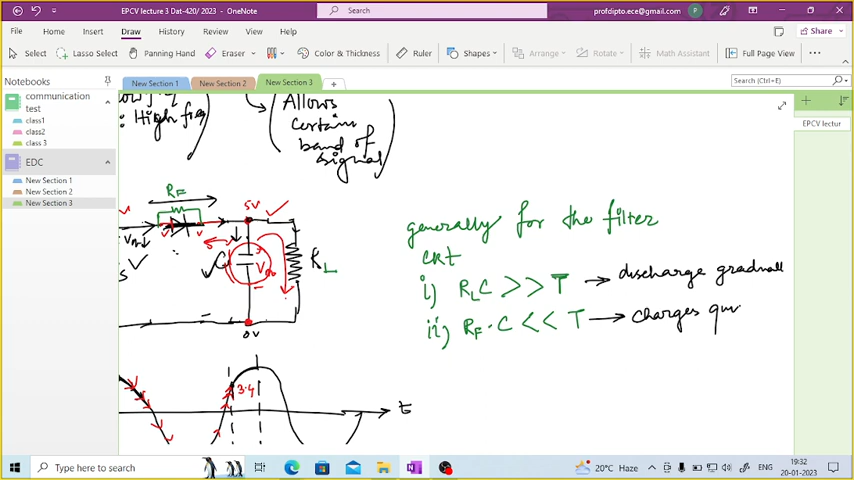 EPCV lecture 3 Dat-420/ 2023 - OneNote
Search
profdipto.ece@gmail.com
P
File Home Insert Draw History Review View Help
Share
Select Lasso Select Panning Hand Eraser Color & Thickness Ruler Shapes Arrange Rotate Math Assistant Full Page View
Notebooks
New Section 1 New Section 2 New Section 3 +
Search (Ctrl+E)
communication
test
class1
class2
class 3
EDC
New Section 1
New Section 2
New Section 3
EPCV lectur
: High freq
Allows
certain
band of
signal
RF
5V
C
RL
0V
generally for the filter
CKT
i) RLC >> T → discharge graduall
ii) RF·C << T → charges qui
3.4
t
Type here to search
20°C Haze
ENG
19:32
20-01-2023